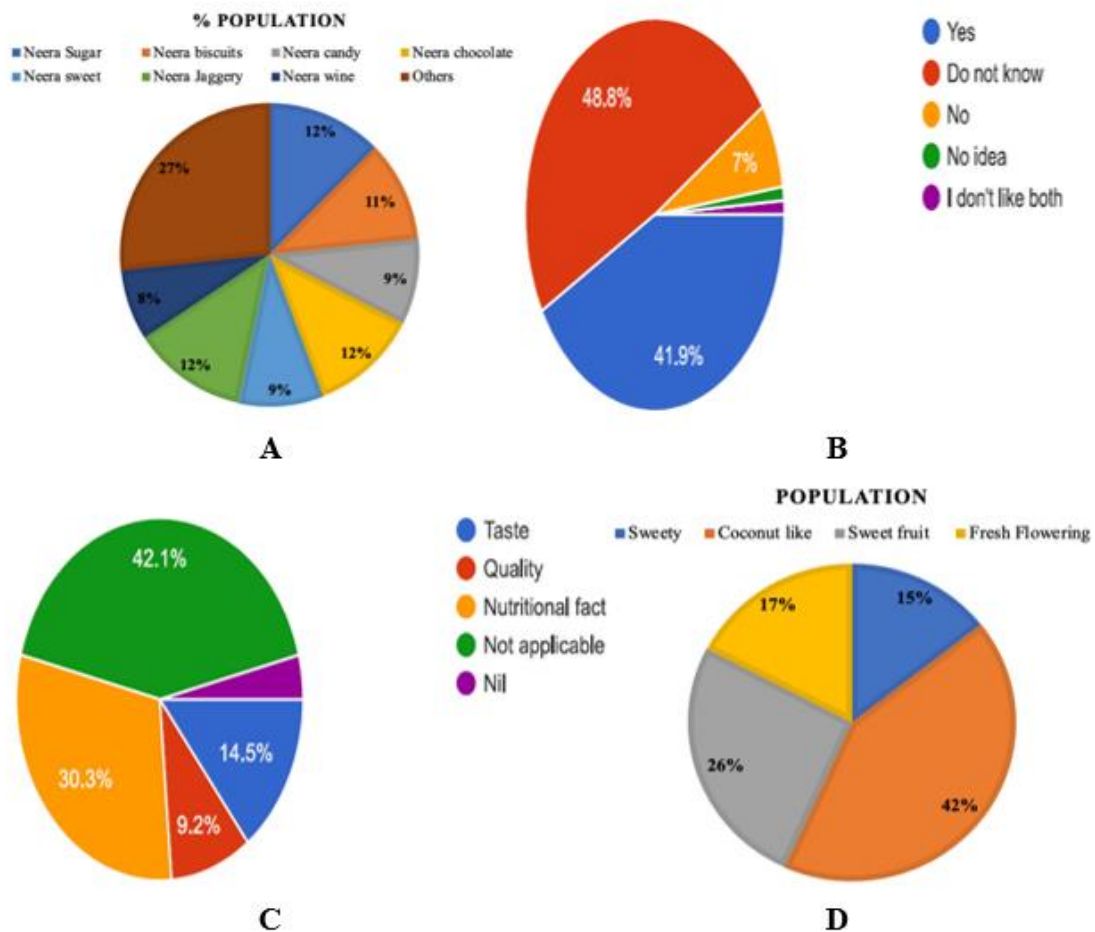 % POPULATION
Neera Sugar Neera biscuits Neera candy Neera chocolate
Neera sweet Neera Jaggery Neera wine Others
12%
27%
11%
9%
8%
12%
12%
9%
A
Yes
Do not know
No
No idea
I don't like both
48.8%
7%
41.9%
B
Taste
Quality
Nutritional fact
Not applicable
Nil
42.1%
14.5%
30.3%
9.2%
C
POPULATION
Sweety Coconut like Sweet fruit Fresh Flowering
17%
15%
26%
42%
D